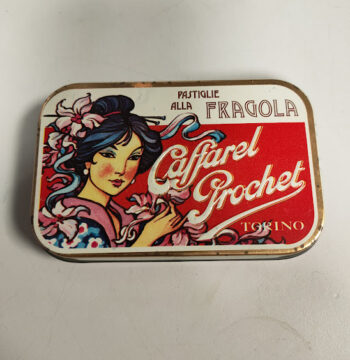 PASTIGLIE
ALLA FRAGOLA
Caffarel
Prochet
TORINO